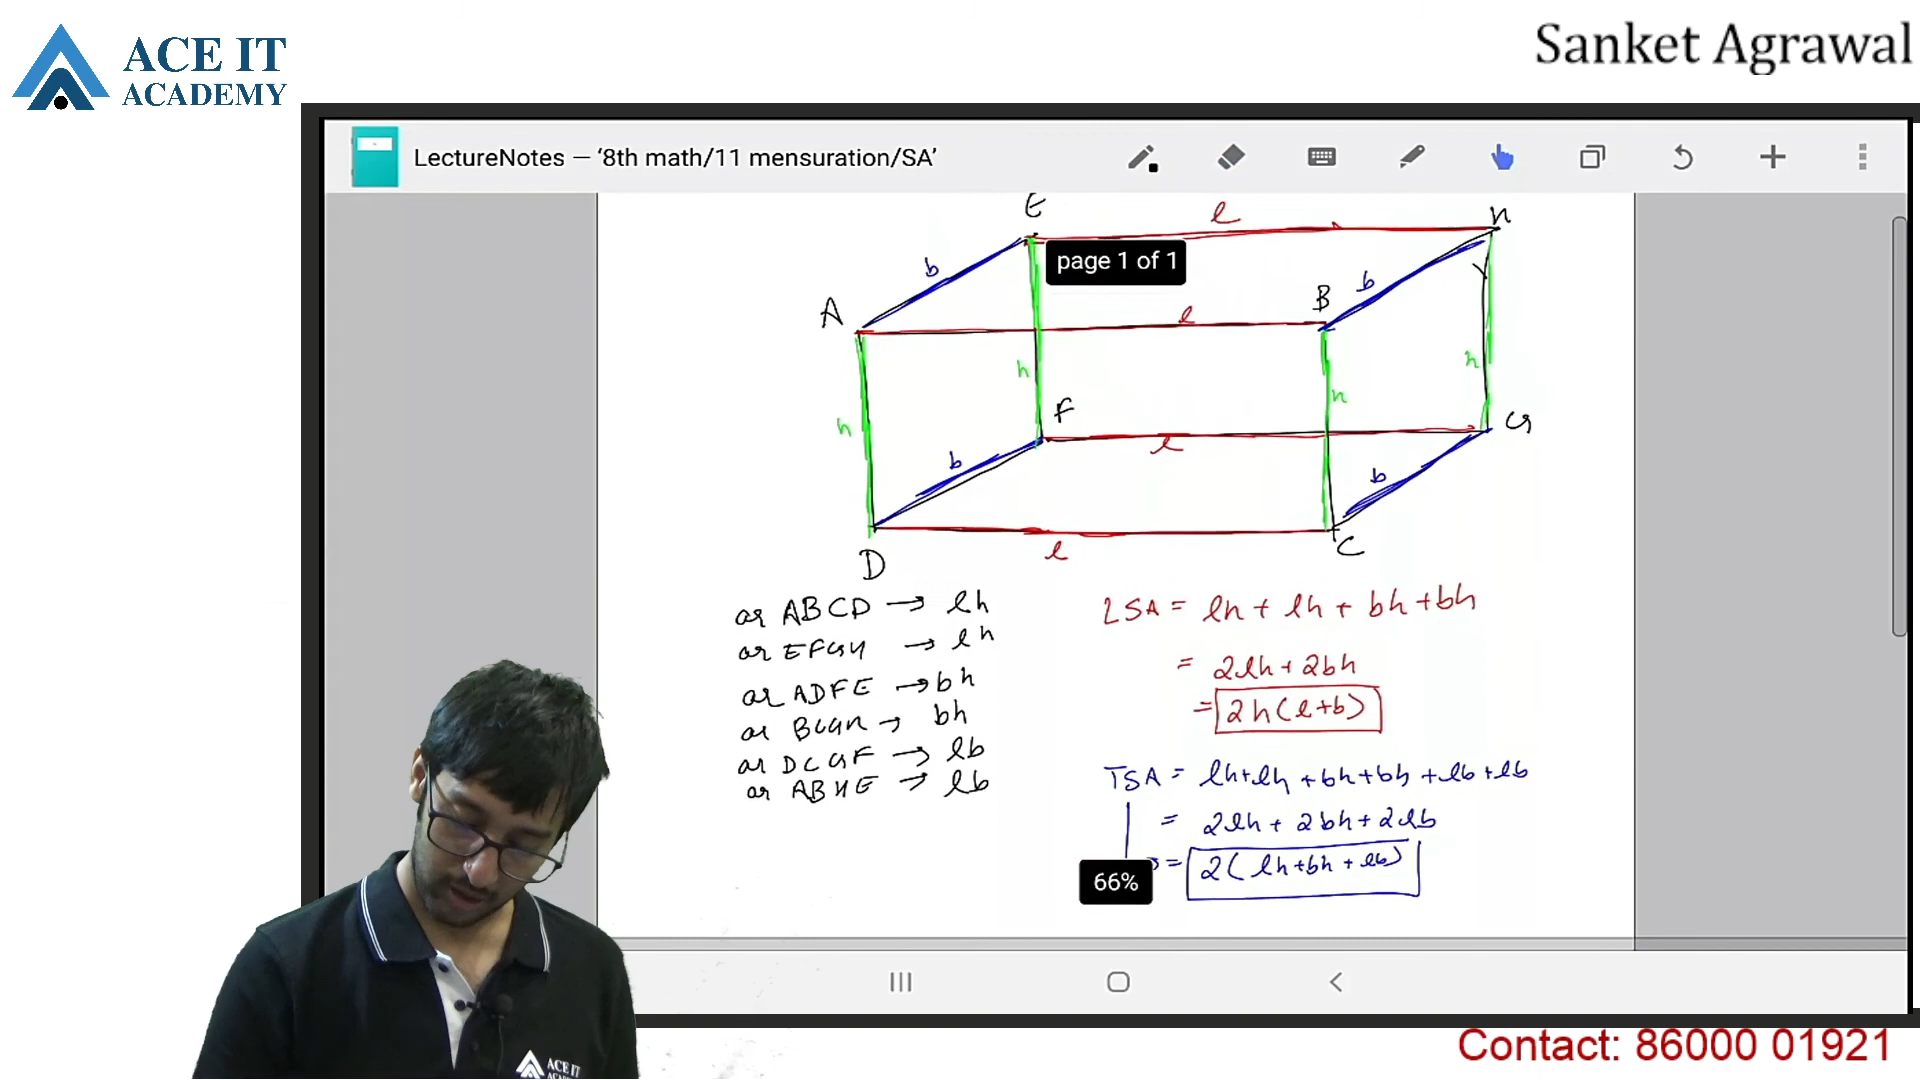 ACE IT
ACADEMY
Sanket Agrawal
LectureNotes — ‘8th math/11 mensuration/SA’
E
l
H
page 1 of 1
b
b
A
l
B
h
h
h
h
F
G
l
b
b
D
l
C
ar ABCD → lh
ar EFGH → lh
ar ADFE → bh
ar BCGH → bh
ar DCGF → lb
ar ABHE → lb
LSA = lh + lh + bh + bh
= 2lh + 2bh
= 2h(l+b)
TSA = lh+lh + bh+bh + lb+lb
= 2lh + 2bh + 2lb
= 2(lh+bh+lb)
66%
ACE IT
Contact: 86000 01921